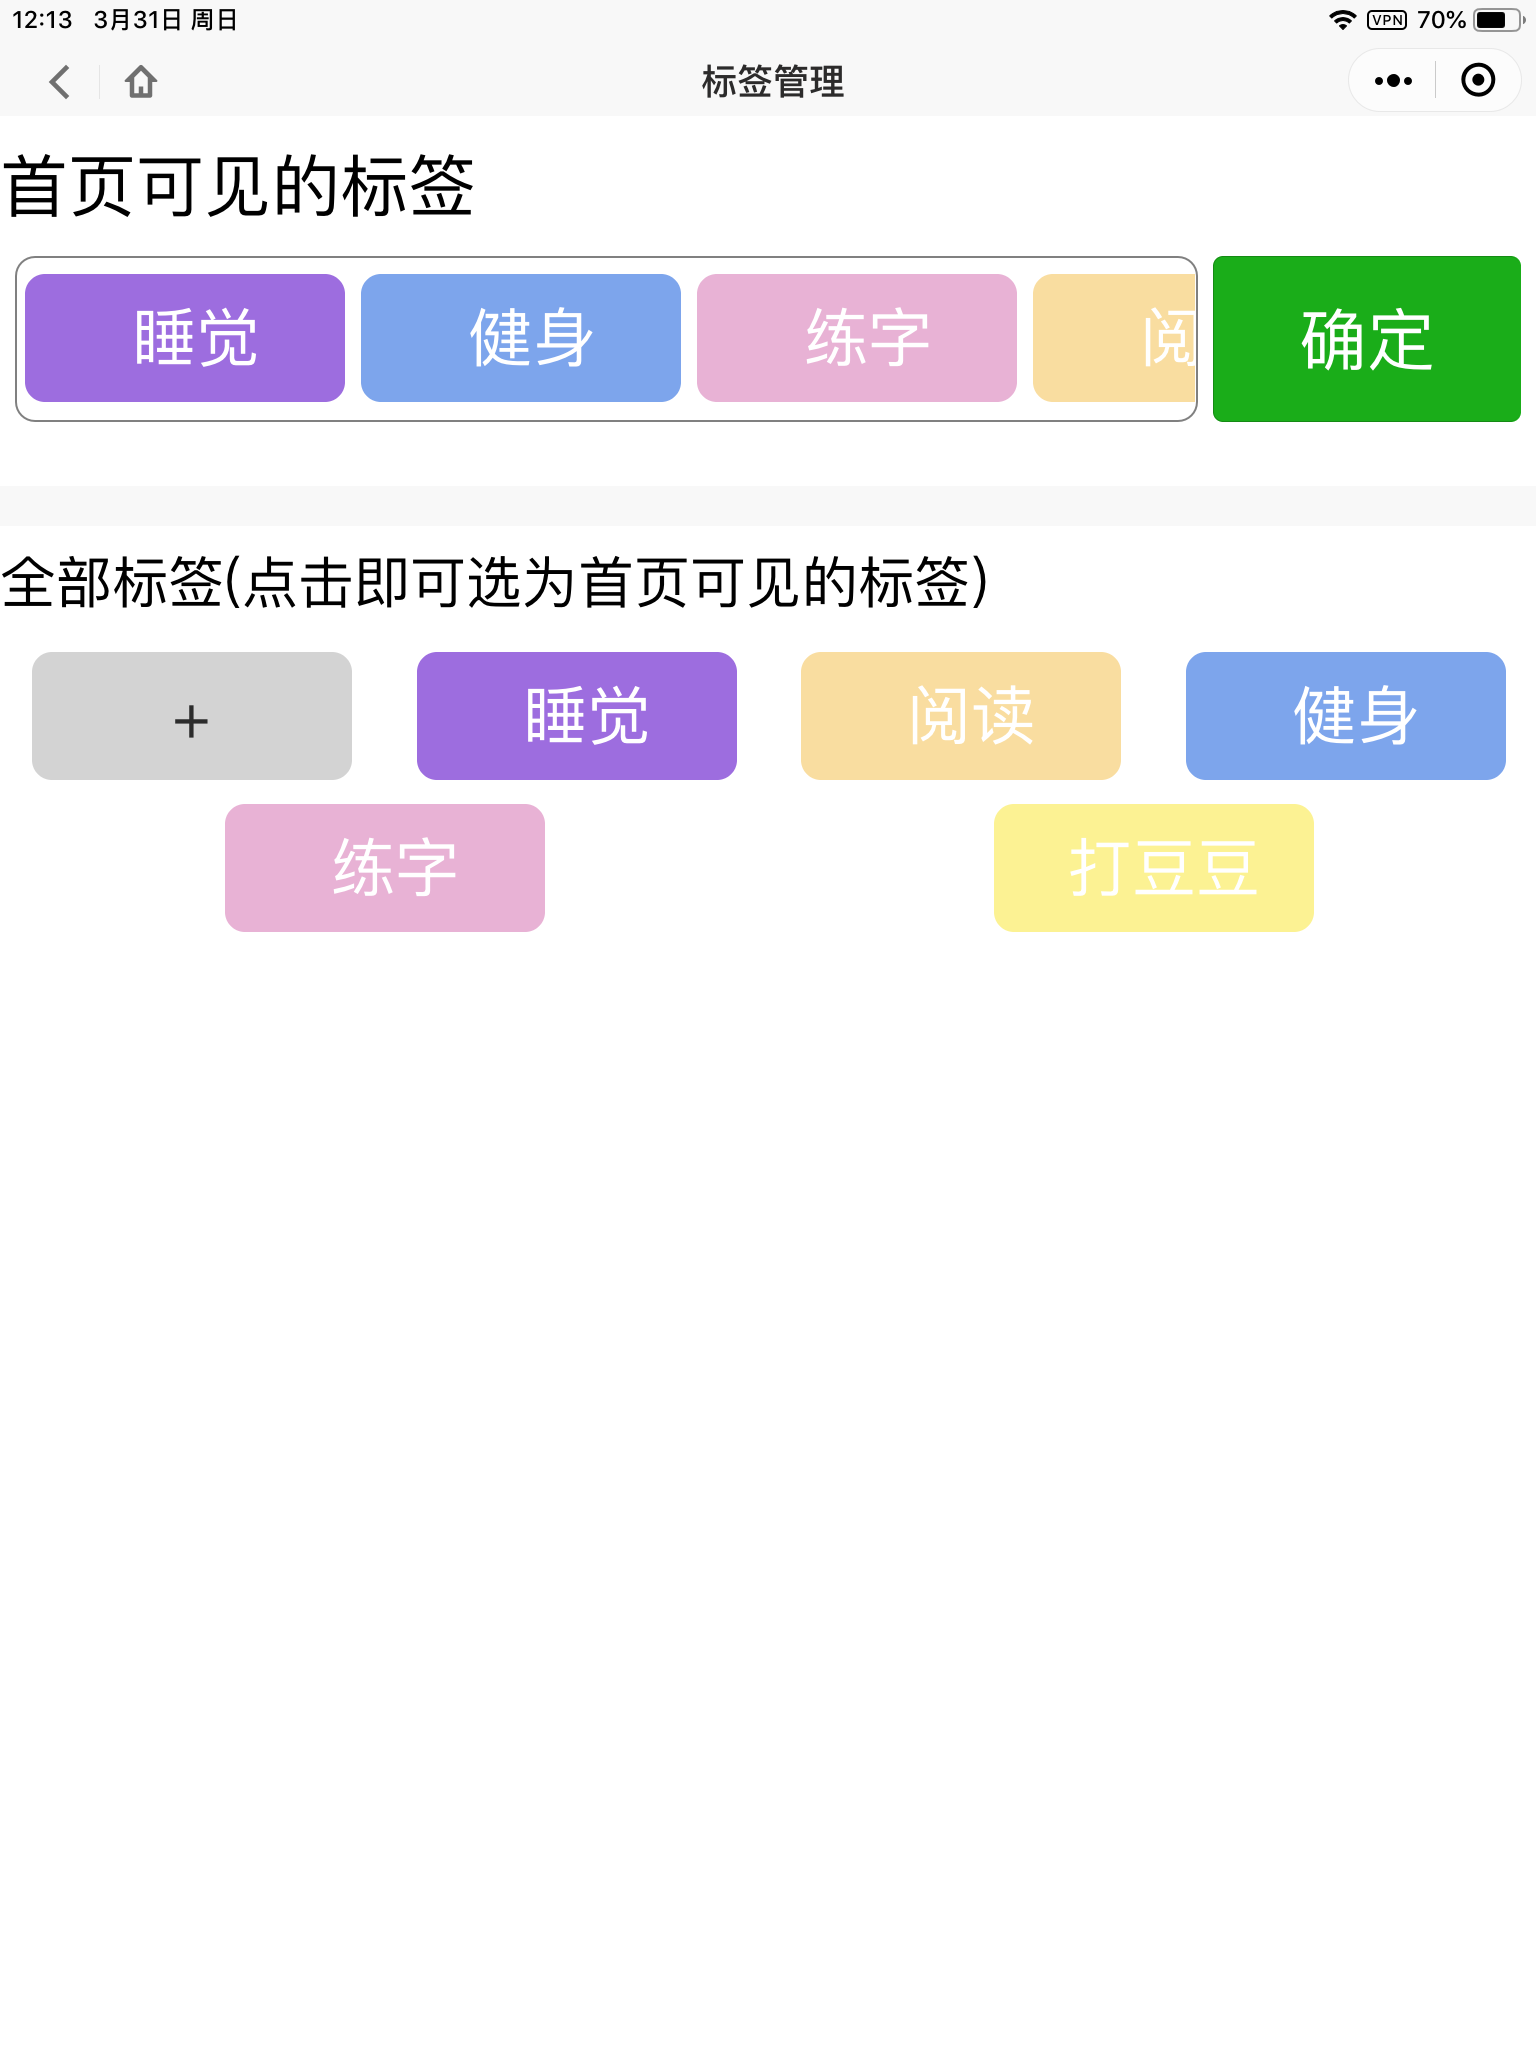 12:13 3月31日 周日 VPN 70%
标签管理
首页可见的标签
睡觉 健身 练字 阅 确定
全部标签(点击即可选为首页可见的标签)
+ 睡觉 阅读 健身
练字 打豆豆